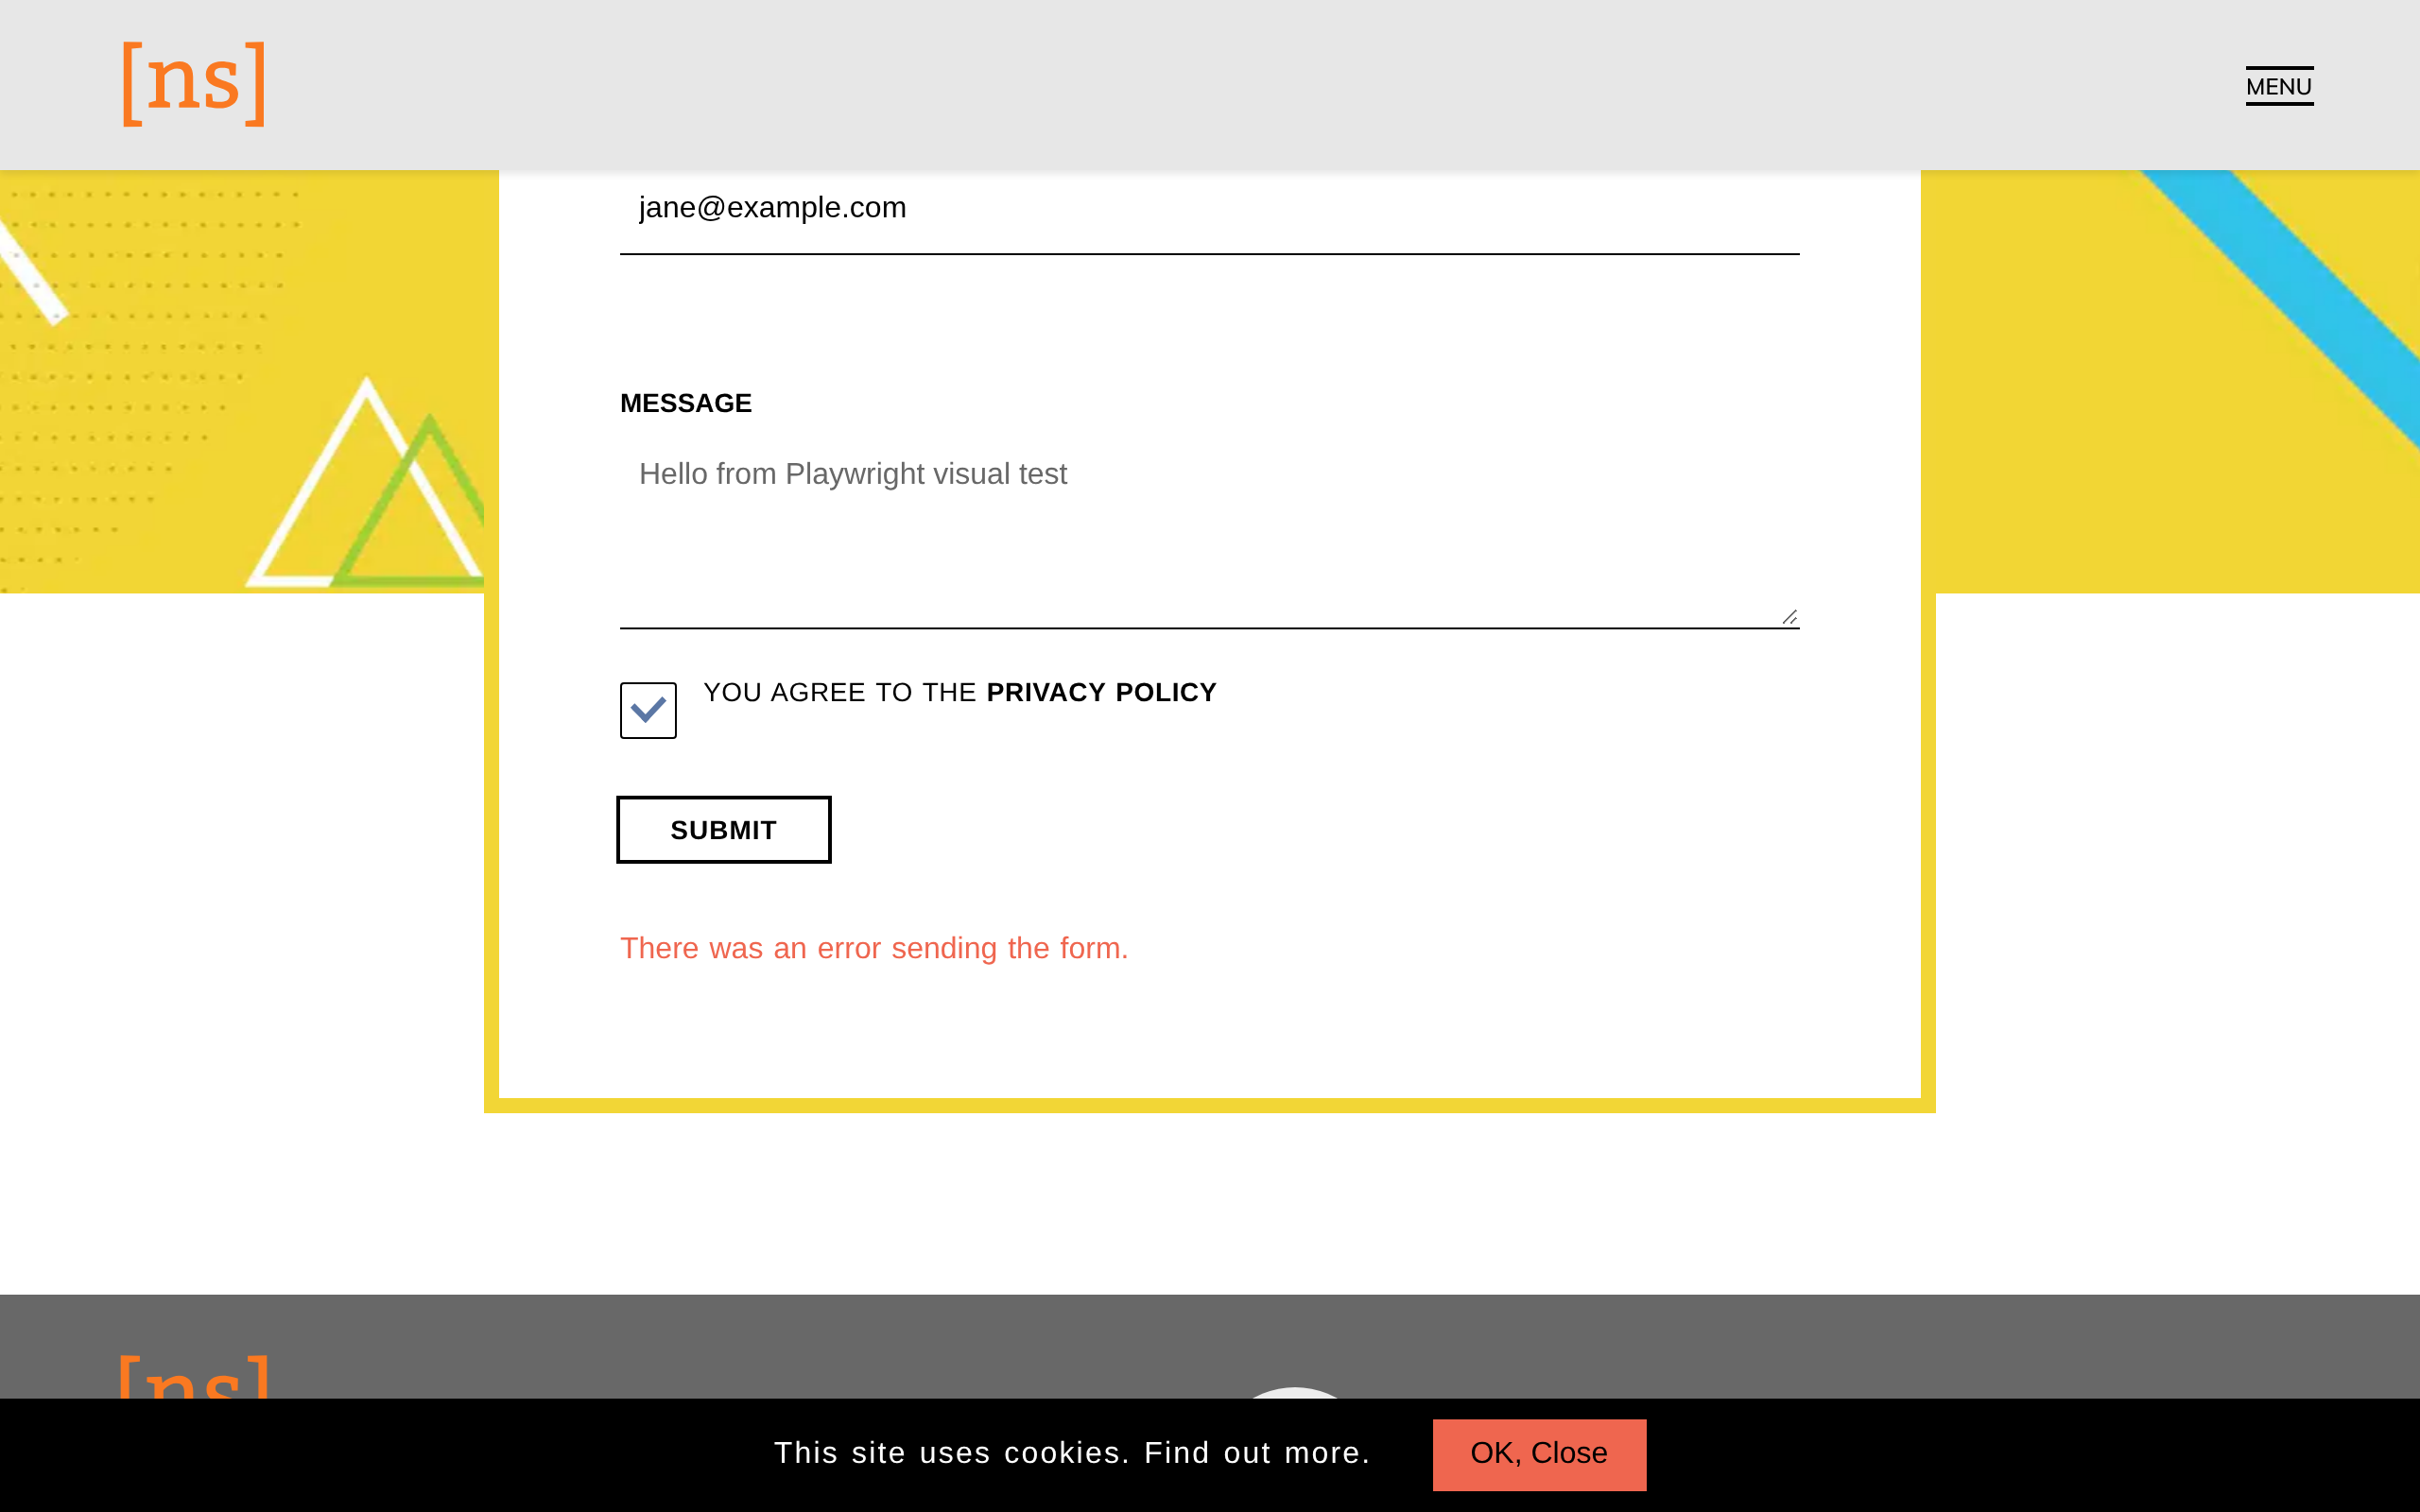 [ns]
MENU
jane@example.com
MESSAGE
Hello from Playwright visual test
YOU AGREE TO THE PRIVACY POLICY
SUBMIT
There was an error sending the form.
[ns]
This site uses cookies. Find out more.
OK, Close